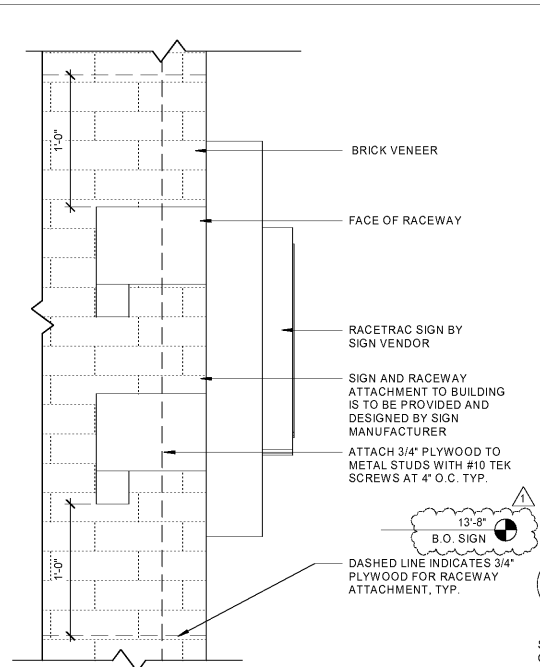 1'-0"
BRICK VENEER
FACE OF RACEWAY
RACETRAC SIGN BY
SIGN VENDOR
SIGN AND RACEWAY
ATTACHMENT TO BUILDING
IS TO BE PROVIDED AND
DESIGNED BY SIGN
MANUFACTURER
ATTACH 3/4" PLYWOOD TO
METAL STUDS WITH #10 TEK
SCREWS AT 4" O.C. TYP.
1
13'-8"
B.O. SIGN
1'-0"
DASHED LINE INDICATES 3/4"
PLYWOOD FOR RACEWAY
ATTACHMENT, TYP.